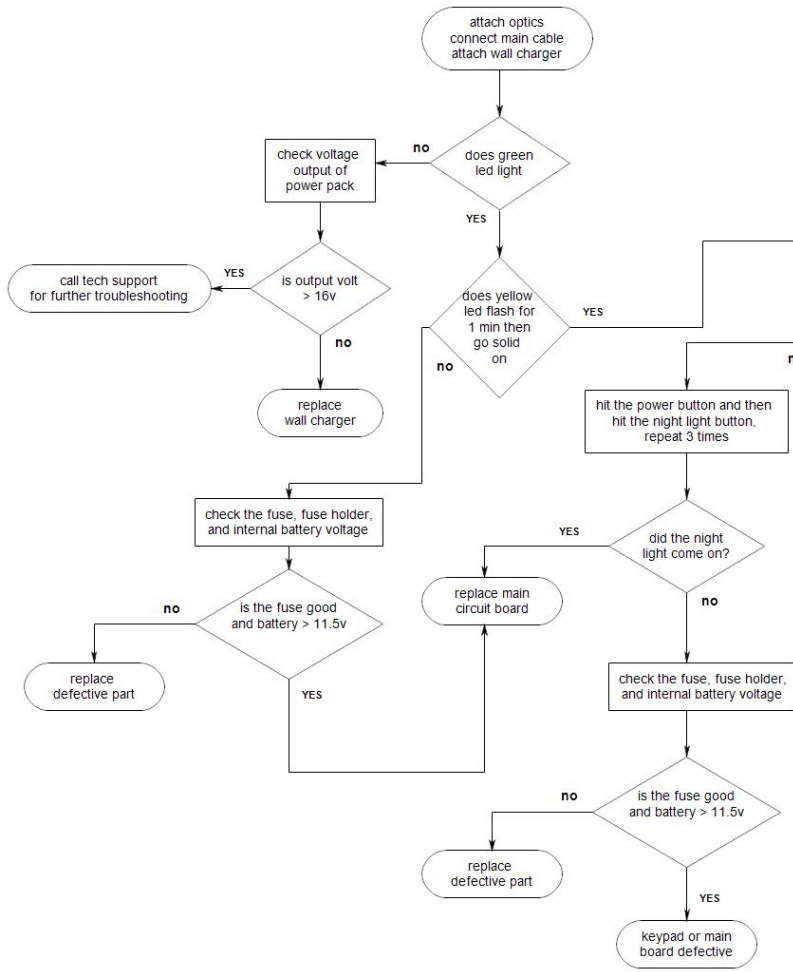 attach optics
connect main cable
attach wall charger
no
does green
led light
check voltage
output of
power pack
YES
YES
is output volt
> 16v
call tech support
for further troubleshooting
does yellow
led flash for
1 min then
go solid
on
YES
no
no
replace
wall charger
hit the power button and then
hit the night light button,
repeat 3 times
check the fuse, fuse holder,
and internal battery voltage
YES
did the night
light come on?
replace main
circuit board
no
is the fuse good
and battery > 11.5v
no
replace
defective part
YES
check the fuse, fuse holder,
and internal battery voltage
no
is the fuse good
and battery > 11.5v
replace
defective part
YES
keypad or main
board defective